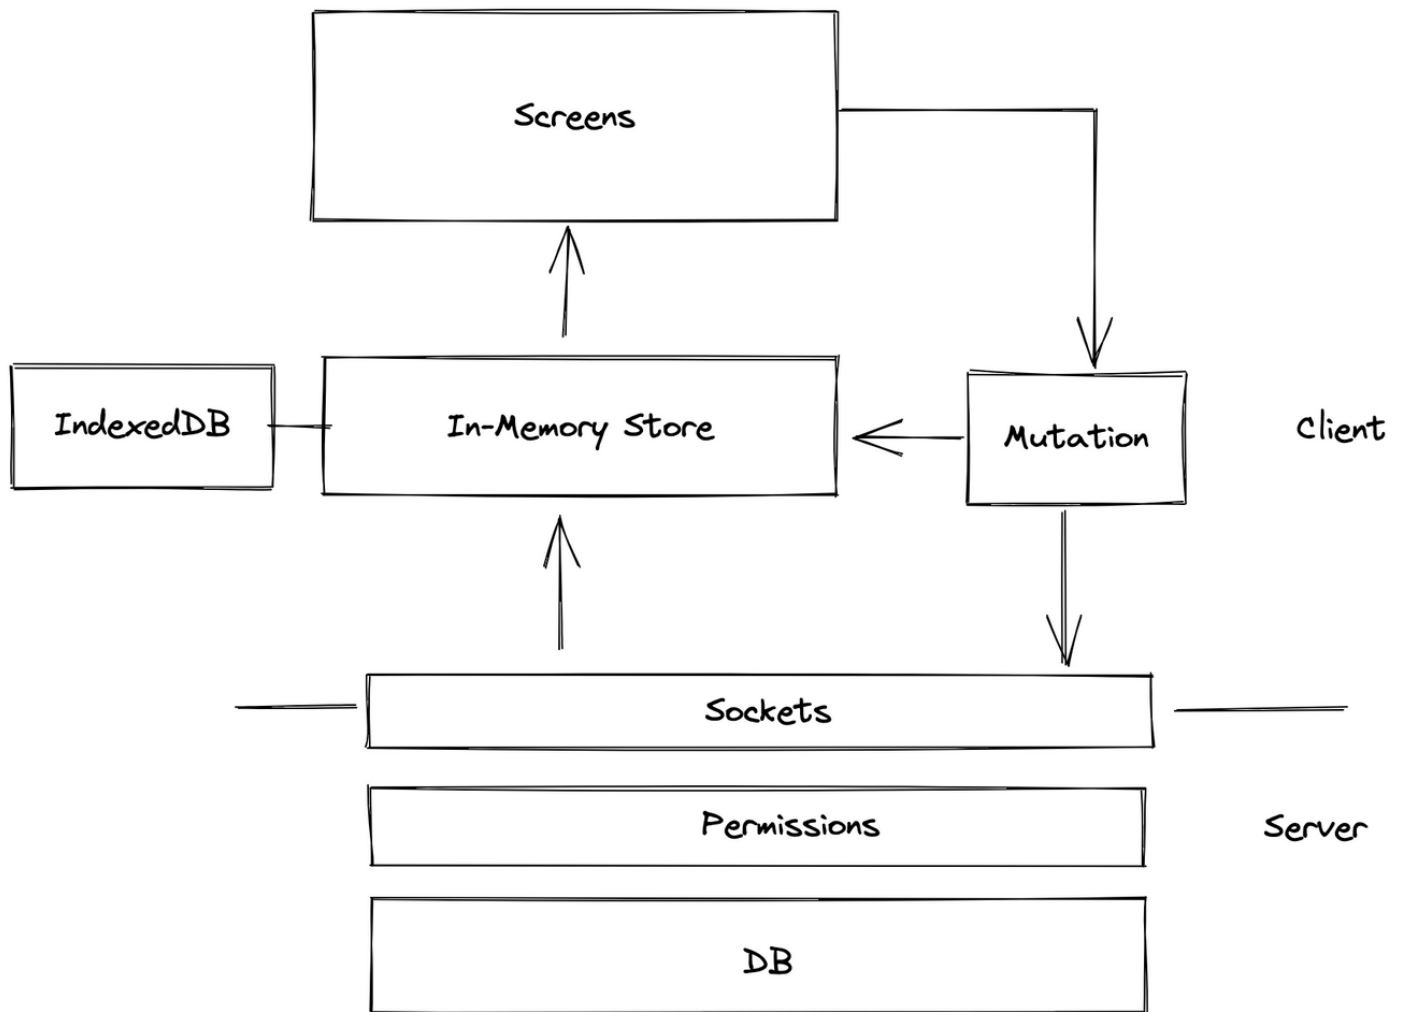 Screens
IndexedDB
In-Memory Store
Mutation
Client
Sockets
Permissions
Server
DB